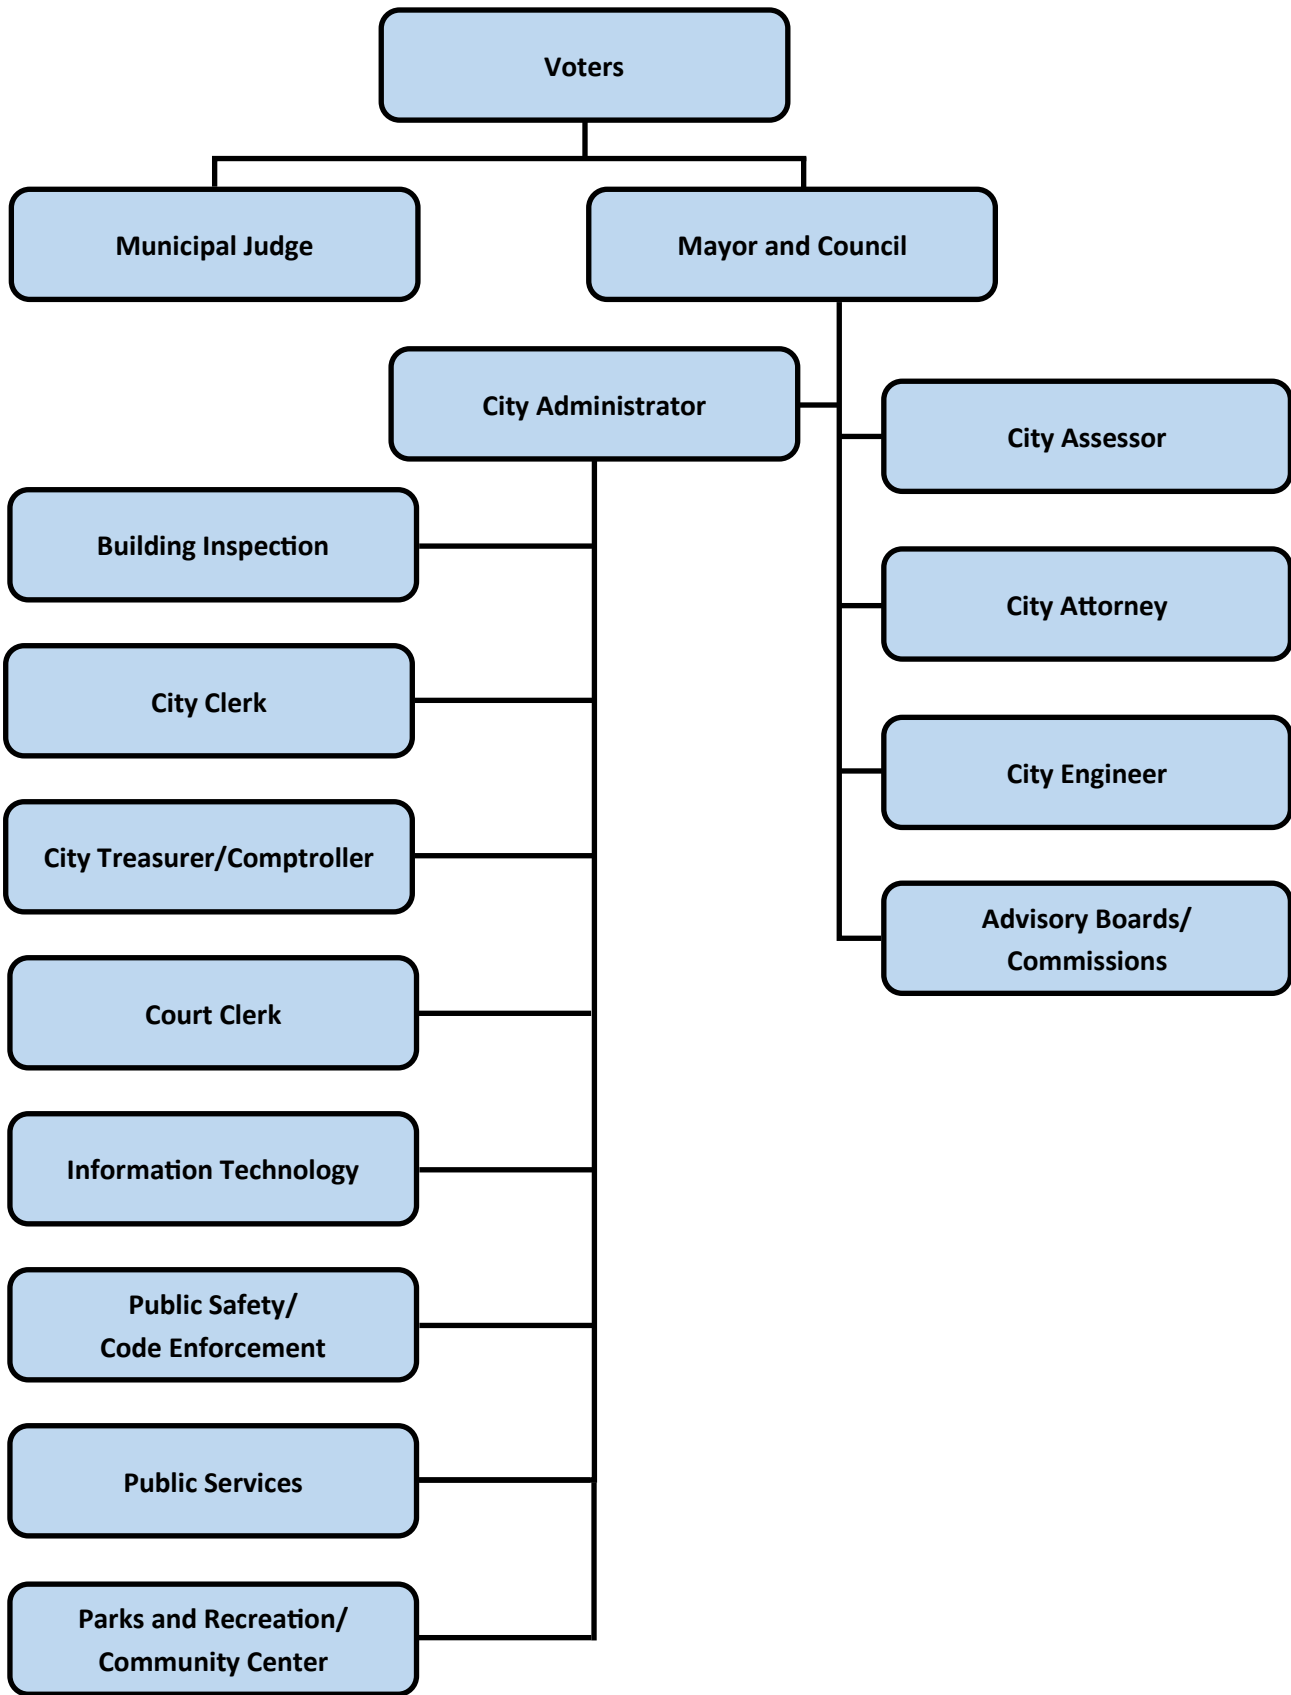 Voters
Municipal Judge
Mayor and Council
City Administrator
City Assessor
Building Inspection
City Attorney
City Clerk
City Engineer
City Treasurer/Comptroller
Advisory Boards/
Commissions
Court Clerk
Information Technology
Public Safety/
Code Enforcement
Public Services
Parks and Recreation/
Community Center